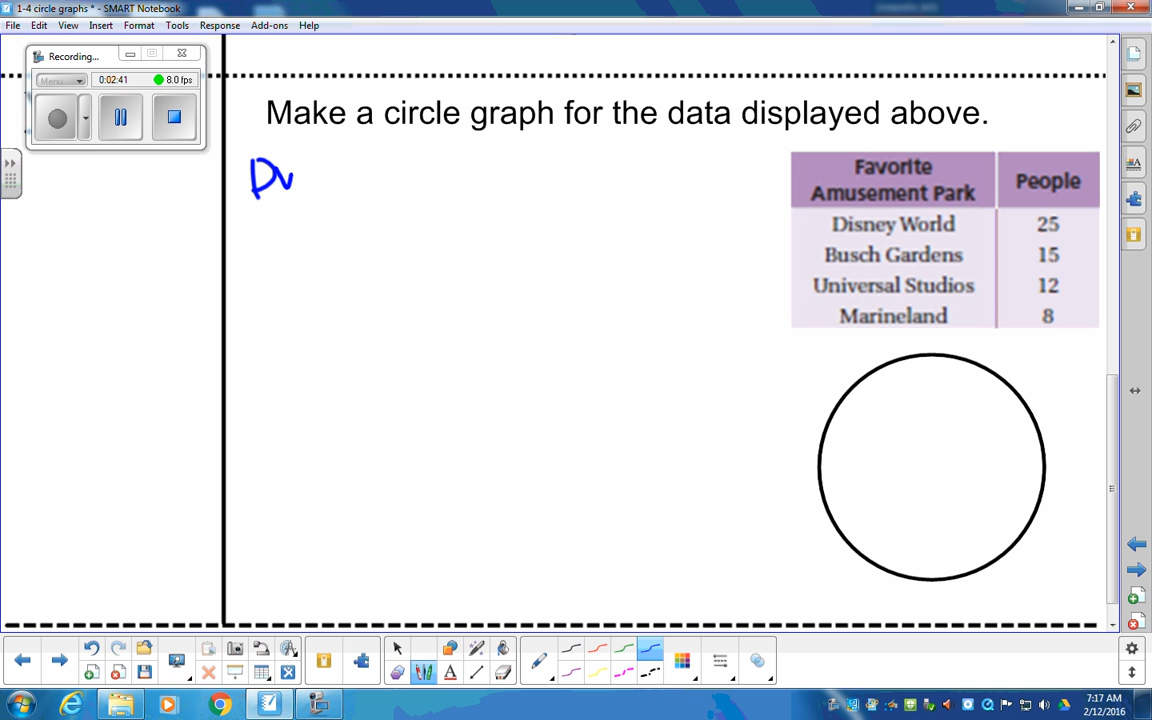 1-4 circle graphs * - SMART Notebook
File Edit View Insert Format Tools Response Add-ons Help
Recording...
Menu 0:02:41 8.0 fps
Make a circle graph for the data displayed above.
DW
Favorite Amusement Park People
Disney World 25
Busch Gardens 15
Universal Studios 12
Marineland 8
7:17 AM
2/12/2016